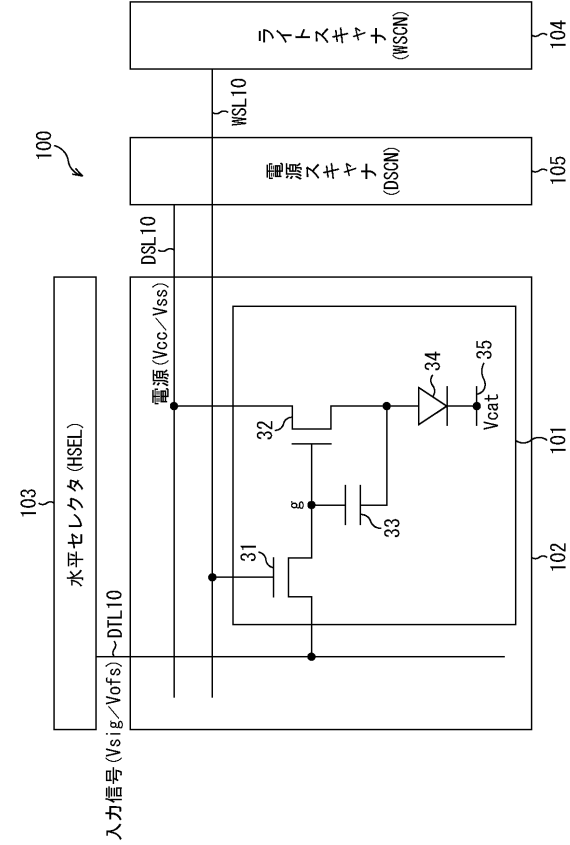 100
103
水平セレクタ(HSEL)
入力信号(Vsig/Vofs)
DTL10
電源(Vcc/Vss)
DSL10
WSL10
電源スキャナ
(DSCN)
105
ライトスキャナ
(WSCN)
104
31
g
32
33
34
35
Vcat
101
102